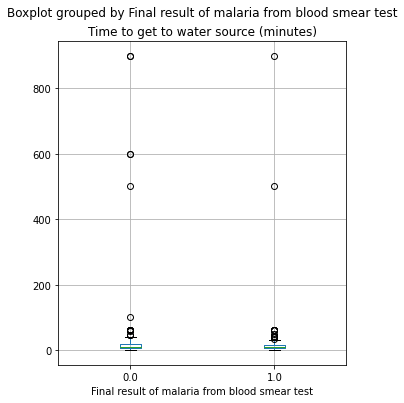 Boxplot grouped by Final result of malaria from blood smear test
Time to get to water source (minutes)
800
600
400
200
0
0.0 1.0
Final result of malaria from blood smear test